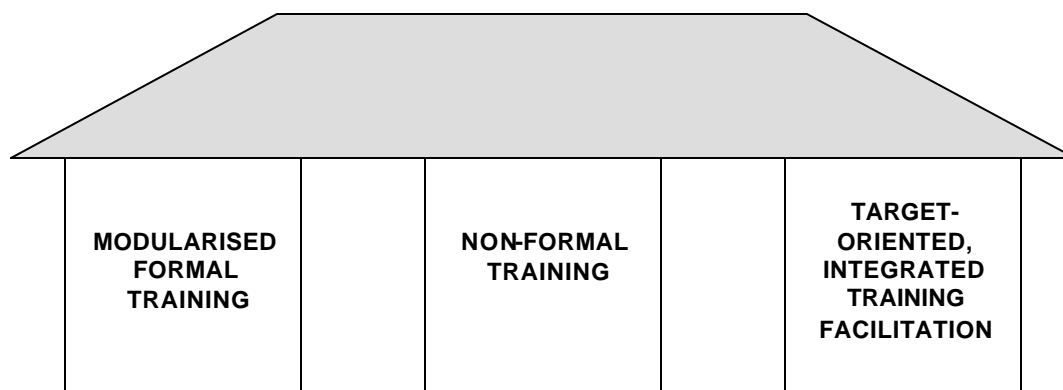 MODULARISED
FORMAL
TRAINING
NON-FORMAL
TRAINING
TARGET-
ORIENTED,
INTEGRATED
TRAINING
FACILITATION